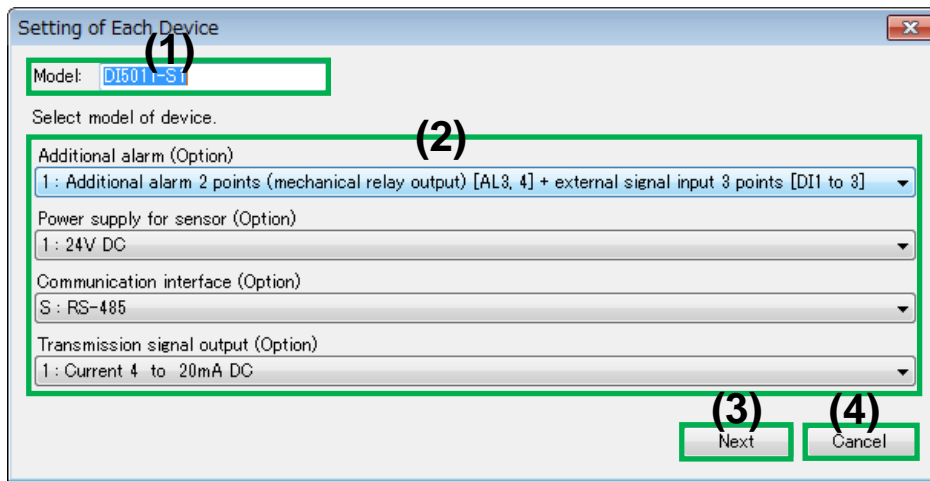 Setting of Each Device
(1)
Model: DI5011-S1
Select model of device.
(2)
Additional alarm (Option)
1 : Additional alarm 2 points (mechanical relay output) [AL3, 4] + external signal input 3 points [DI1 to 3]
Power supply for sensor (Option)
1 : 24V DC
Communication interface (Option)
S : RS-485
Transmission signal output (Option)
1 : Current 4 to 20mA DC
(3) (4)
Next Cancel